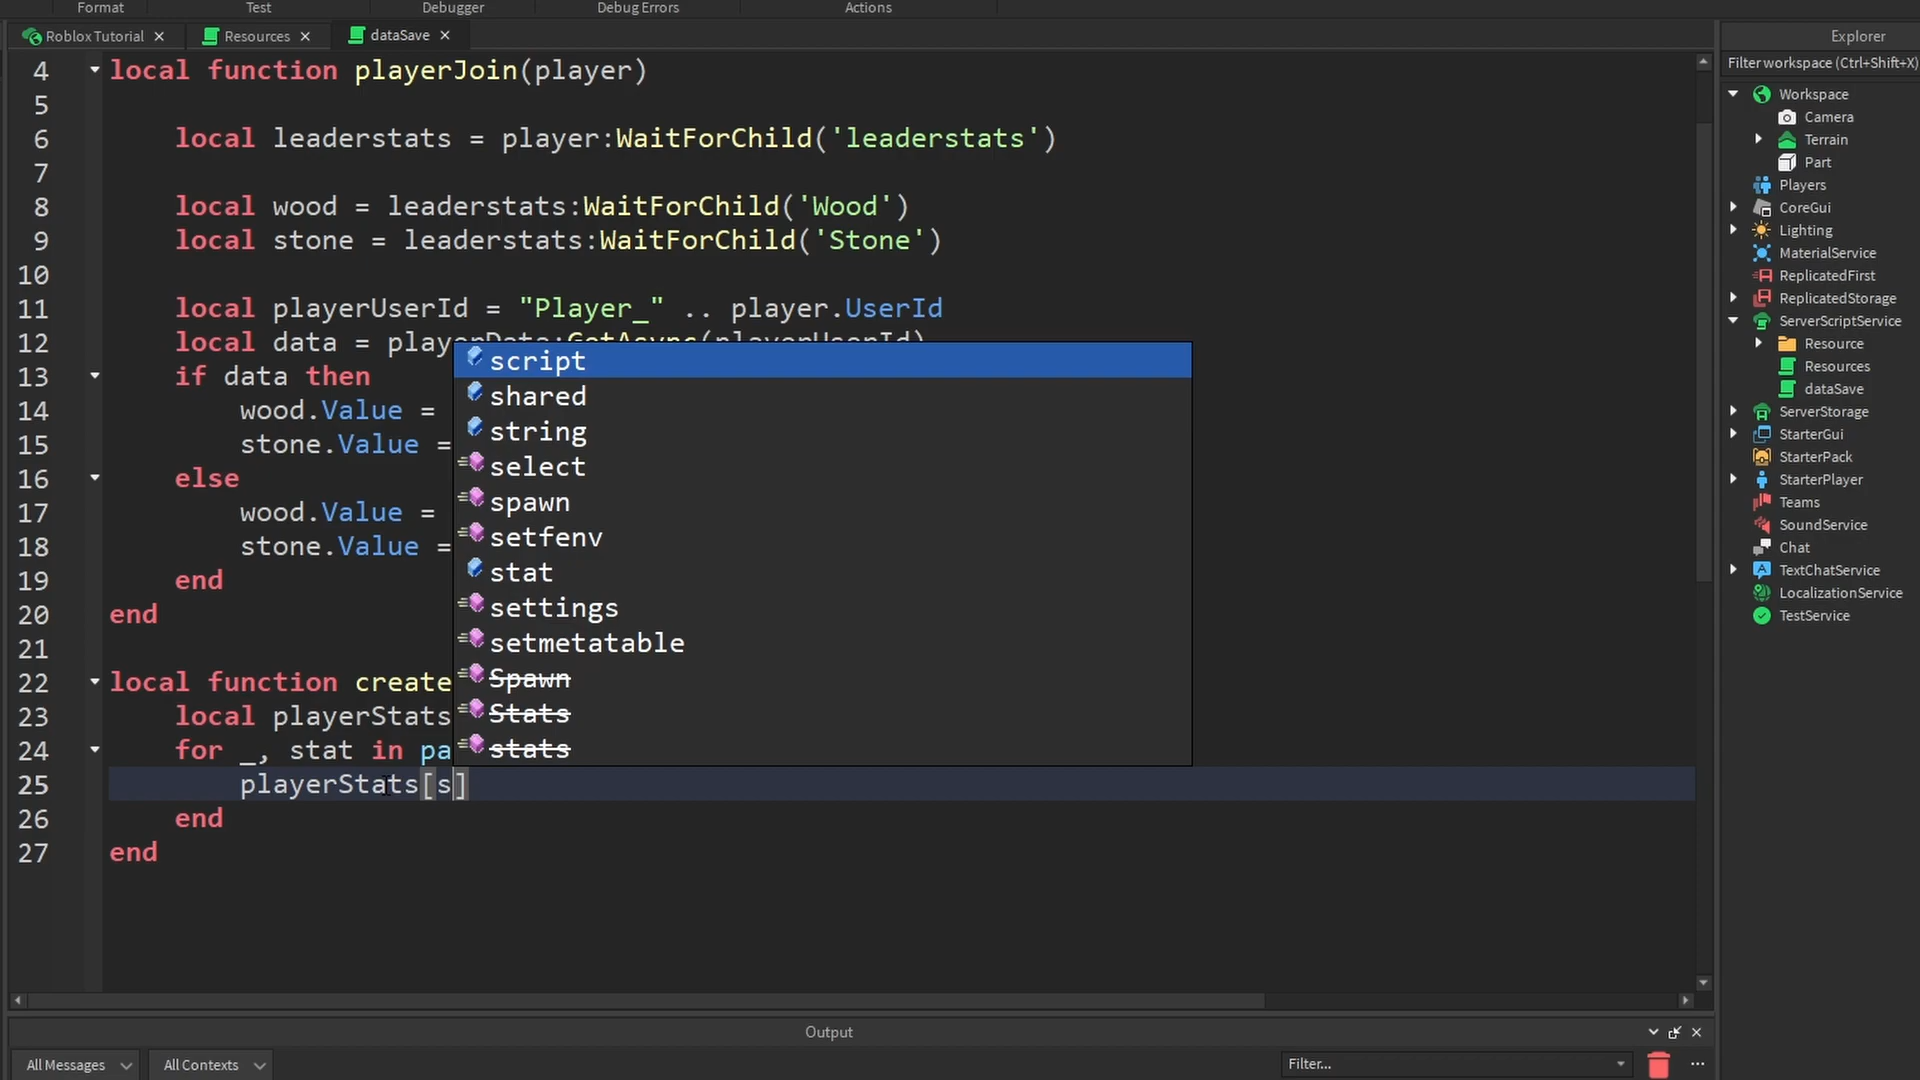 Format Test Debugger Debug Errors Actions
Roblox Tutorial Resources dataSave Explorer
Filter workspace (Ctrl+Shift+X)
4 local function playerJoin(player)
5
6 local leaderstats = player:WaitForChild('leaderstats')
7
8 local wood = leaderstats:WaitForChild('Wood')
9 local stone = leaderstats:WaitForChild('Stone')
10
11 local playerUserId = "Player_" .. player.UserId
12 local data = playerData:GetAsync(playerUserId)
13 if data then
14 wood.Value =
15 stone.Value =
16 else
17 wood.Value =
18 stone.Value =
19 end
20 end
21
22 local function create
23 local playerStats
24 for _, stat in pa
25 playerStats[s]
26 end
27 end
script
shared
string
select
spawn
setfenv
stat
settings
setmetatable
Spawn
Stats
stats
Workspace
Camera
Terrain
Part
Players
CoreGui
Lighting
MaterialService
ReplicatedFirst
ReplicatedStorage
ServerScriptService
Resource
Resources
dataSave
ServerStorage
StarterGui
StarterPack
StarterPlayer
Teams
SoundService
Chat
TextChatService
LocalizationService
TestService
Output
All Messages All Contexts Filter... ...